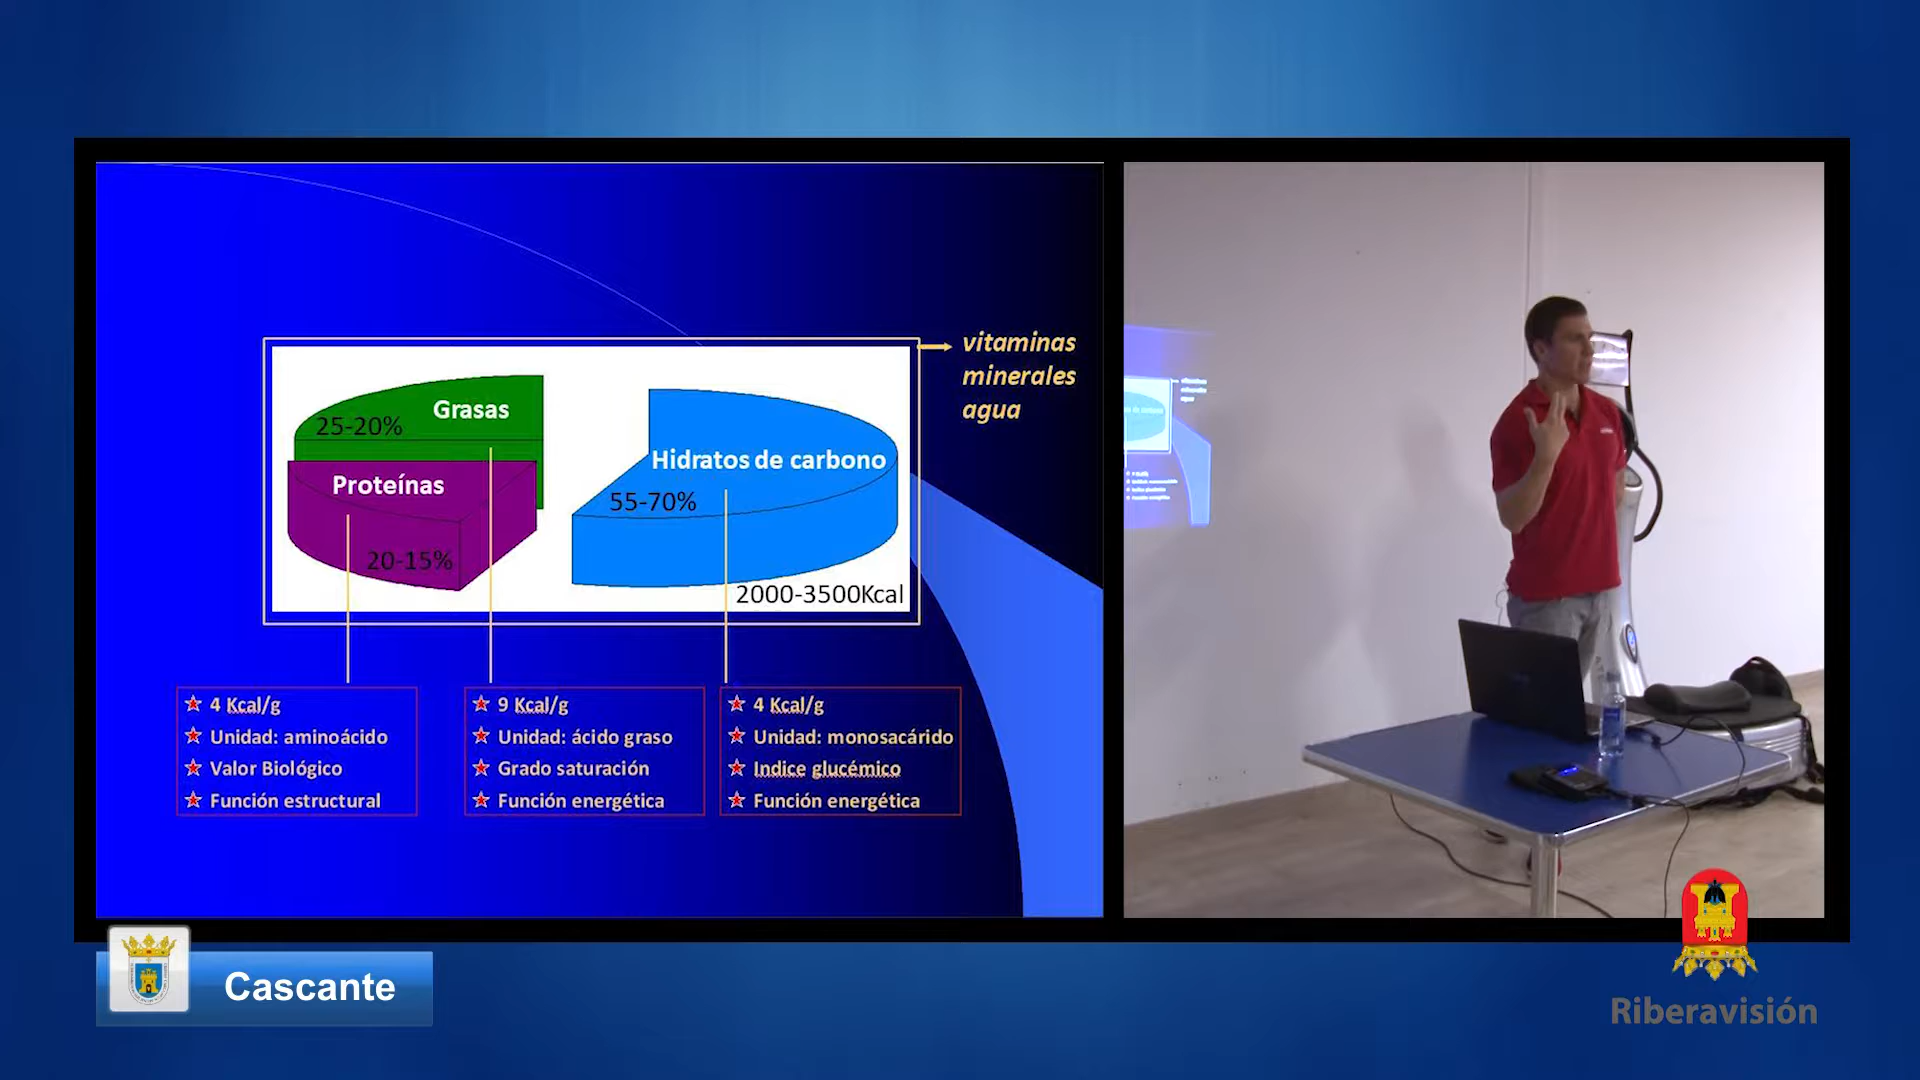 vitaminas
minerales
agua
Grasas
25-20%
Proteínas
20-15%
Hidratos de carbono
55-70%
2000-3500Kcal
4 Kcal/g
Unidad: aminoácido
Valor Biológico
Función estructural
9 Kcal/g
Unidad: ácido graso
Grado saturación
Función energética
4 Kcal/g
Unidad: monosacárido
Indice glucémico
Función energética
Cascante
Riberavisión